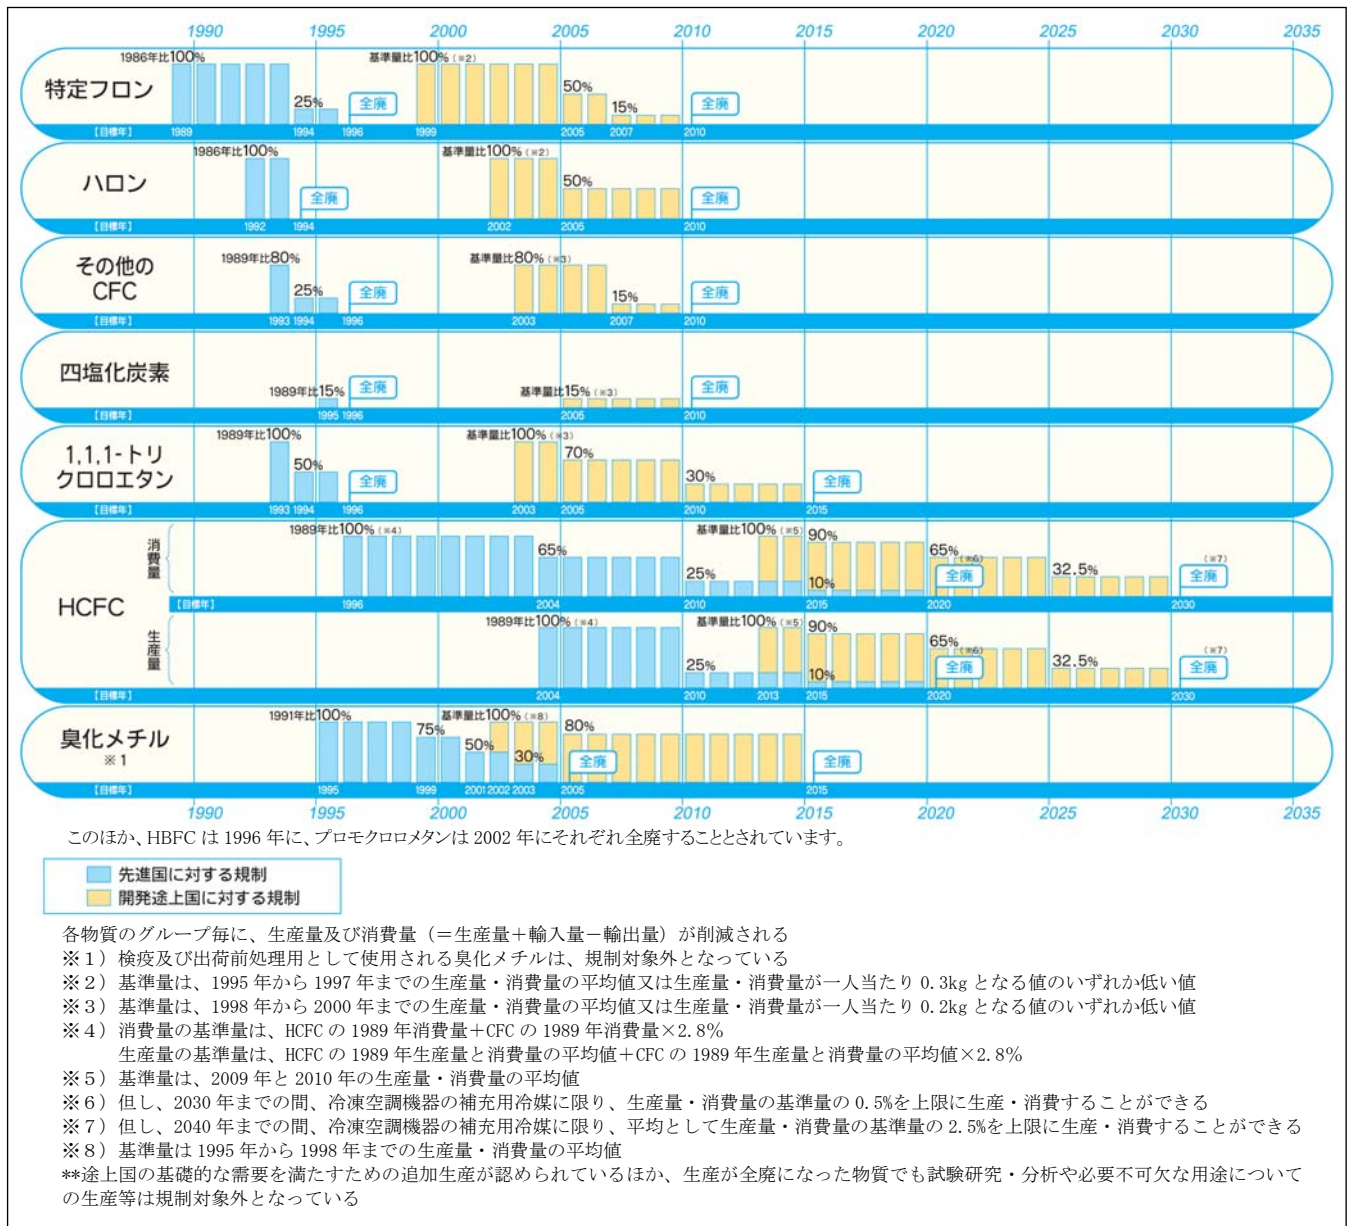 1990 1995 2000 2005 2010 2015 2020 2025 2030 2035
特定フロン
1986年比100%
25%
全廃
基準量比100%(※2)
50%
15%
全廃
【目標年】 1989 1994 1996 1999 2005 2007 2010
ハロン
1986年比100%
全廃
基準量比100%(※2)
50%
全廃
【目標年】 1992 1994 2002 2005 2010
その他の
CFC
1989年比80%
25%
全廃
基準量比80%(※3)
15%
全廃
【目標年】 1993 1994 1996 2003 2007 2010
四塩化炭素
1989年比15%
全廃
基準量比15%(※3)
全廃
【目標年】 1995 1996 2005 2010
1,1,1-トリ
クロロエタン
1989年比100%
50%
全廃
基準量比100%(※3)
70%
30%
全廃
【目標年】 1993 1994 1996 2003 2005 2010 2015
HCFC
消費量
1989年比100%(※4)
65%
25%
基準量比100%(※5)
90%
10%
65%
(※6)
全廃
32.5%
(※7)
全廃
【目標年】 1996 2004 2010 2015 2020 2030
生産量
1989年比100%(※4)
25%
基準量比100%(※5)
90%
10%
65%
(※6)
全廃
32.5%
(※7)
全廃
【目標年】 2004 2010 2013 2015 2020 2030
臭化メチル
※1
1991年比100%
75%
50%
基準量比100%(※8)
30%
80%
全廃
全廃
【目標年】 1995 1999 2001 2002 2003 2005 2015
1990 1995 2000 2005 2010 2015 2020 2025 2030 2035
このほか、HBFC は 1996 年に、ブロモクロロメタンは 2002 年にそれぞれ全廃することとされています。
先進国に対する規制
開発途上国に対する規制
各物質のグループ毎に、生産量及び消費量（＝生産量＋輸入量－輸出量）が削減される
※１）検疫及び出荷前処理用として使用される臭化メチルは、規制対象外となっている
※２）基準量は、1995 年から 1997 年までの生産量・消費量の平均値又は生産量・消費量が一人当たり 0.3kg となる値のいずれか低い値
※３）基準量は、1998 年から 2000 年までの生産量・消費量の平均値又は生産量・消費量が一人当たり 0.2kg となる値のいずれか低い値
※４）消費量の基準量は、HCFC の 1989 年消費量＋CFC の 1989 年消費量×2.8%
生産量の基準量は、HCFC の 1989 年生産量と消費量の平均値＋CFC の 1989 年生産量と消費量の平均値×2.8%
※５）基準量は、2009 年と 2010 年の生産量・消費量の平均値
※６）但し、2030 年までの間、冷凍空調機器の補充用冷媒に限り、生産量・消費量の基準量の 0.5%を上限に生産・消費することができる
※７）但し、2040 年までの間、冷凍空調機器の補充用冷媒に限り、平均として生産量・消費量の基準量の 2.5%を上限に生産・消費することができる
※８）基準量は 1995 年から 1998 年までの生産量・消費量の平均値
**途上国の基礎的な需要を満たすための追加生産が認められているほか、生産が全廃になった物質でも試験研究・分析や必要不可欠な用途について
の生産等は規制対象外となっている